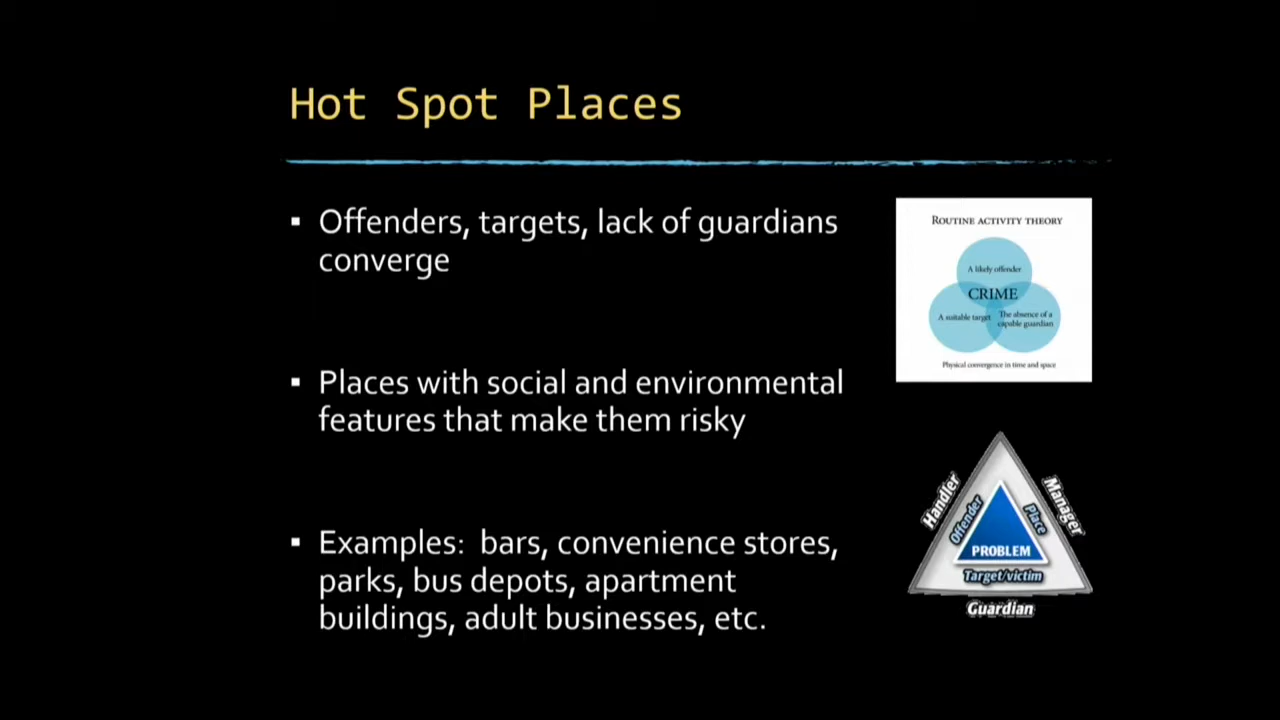 Hot Spot Places
▪ Offenders, targets, lack of guardians
converge
▪ Places with social and environmental
features that make them risky
▪ Examples:  bars, convenience stores,
parks, bus depots, apartment
buildings, adult businesses, etc.
ROUTINE ACTIVITY THEORY
A likely offender
CRIME
A suitable target
The absence of a
capable guardian
Physical convergence in time and space
Handler
Offender
Place
Manager
PROBLEM
Target/victim
Guardian